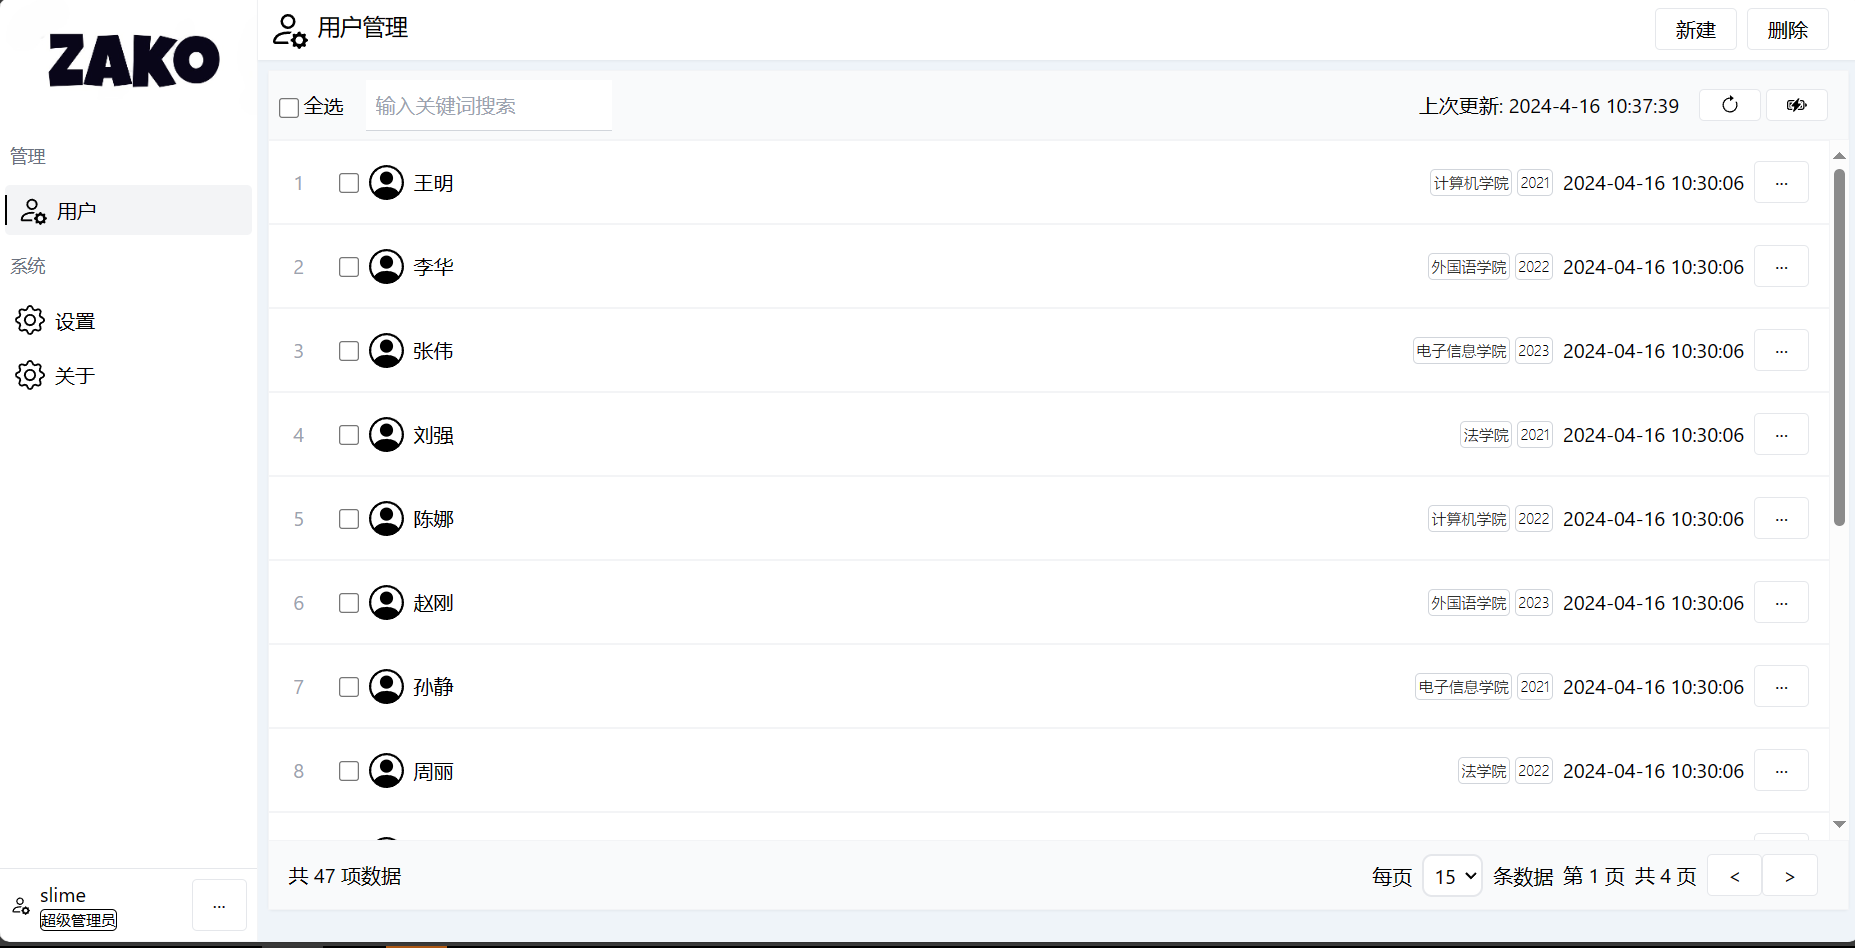 ZAKO
管理
用户
系统
设置
关于
slime
超级管理员
...
用户管理
新建
删除
全选
输入关键词搜索
上次更新: 2024-4-16 10:37:39
1 王明 计算机学院 2021 2024-04-16 10:30:06 ...
2 李华 外国语学院 2022 2024-04-16 10:30:06 ...
3 张伟 电子信息学院 2023 2024-04-16 10:30:06 ...
4 刘强 法学院 2021 2024-04-16 10:30:06 ...
5 陈娜 计算机学院 2022 2024-04-16 10:30:06 ...
6 赵刚 外国语学院 2023 2024-04-16 10:30:06 ...
7 孙静 电子信息学院 2021 2024-04-16 10:30:06 ...
8 周丽 法学院 2022 2024-04-16 10:30:06 ...
共 47 项数据
每页 15 条数据 第 1 页 共 4 页 < >